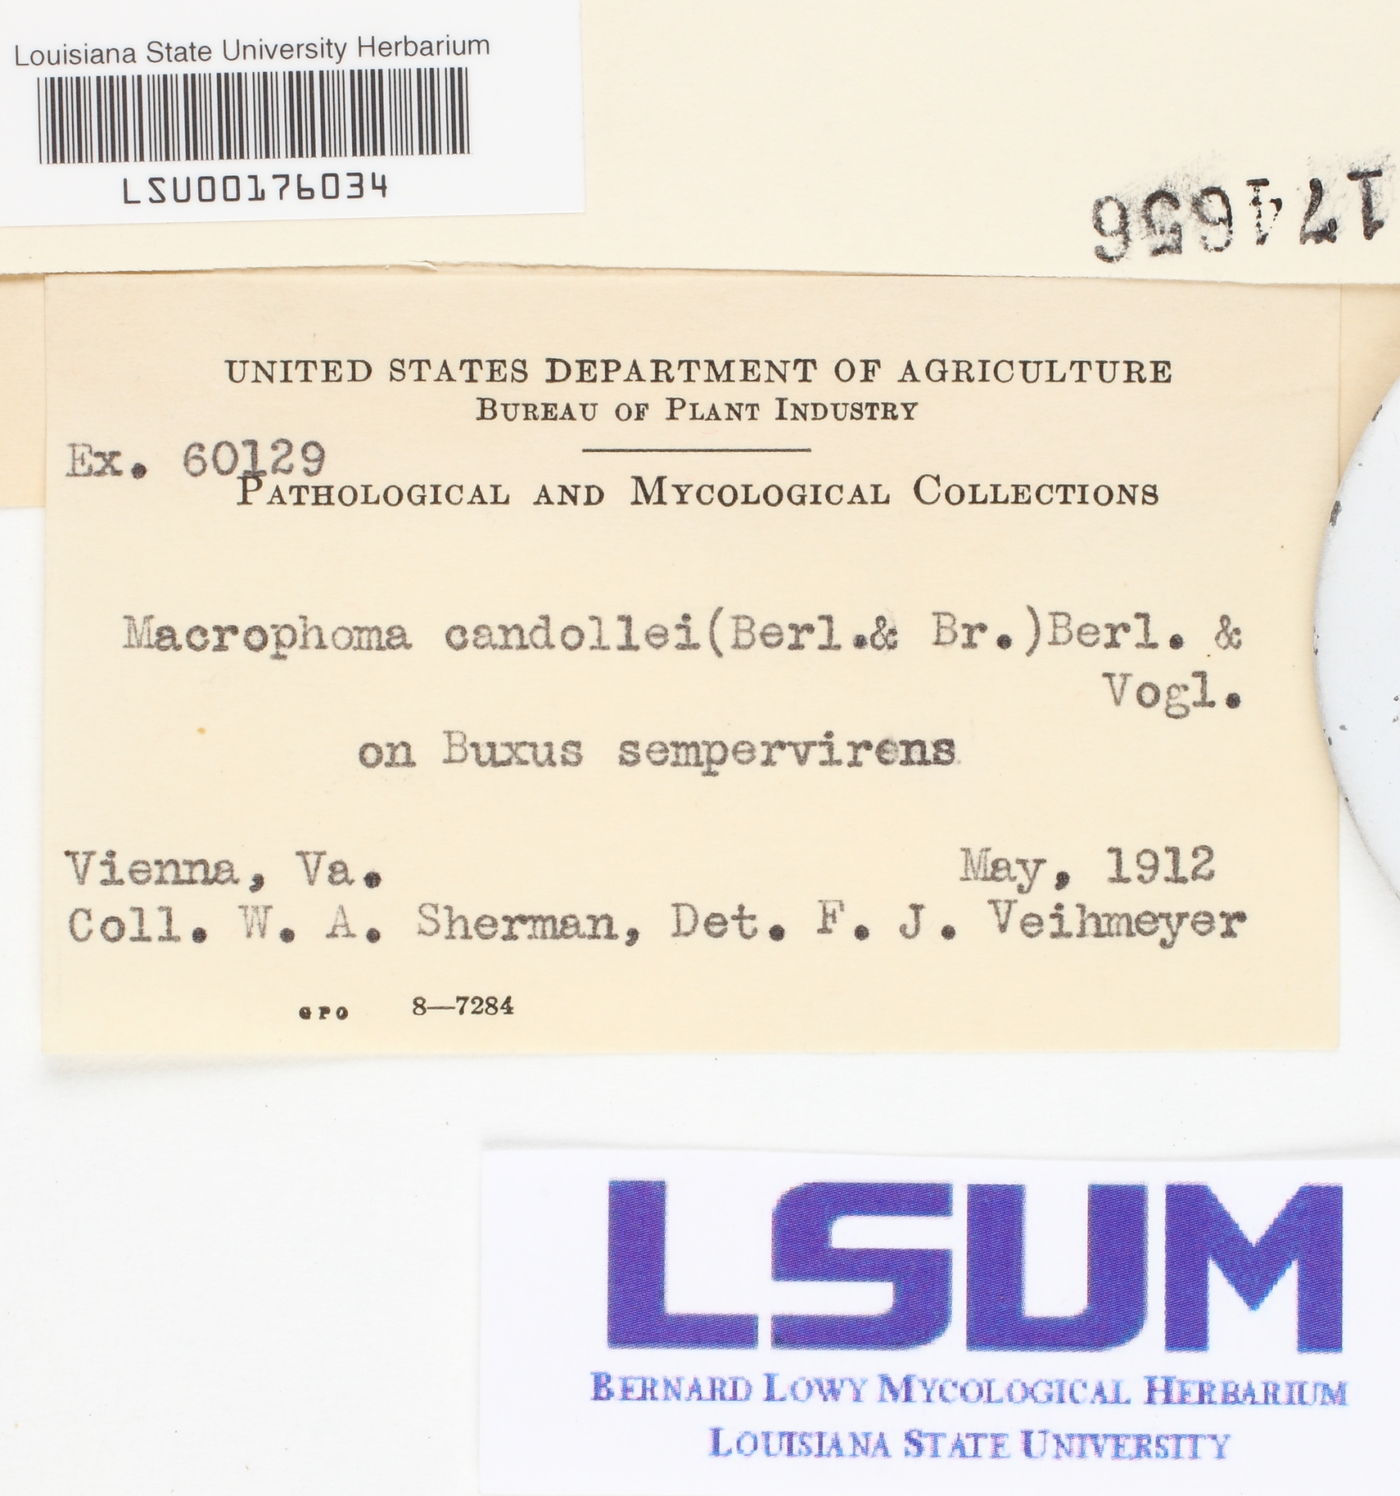 Louisiana State University Herbarium
LSU00176034
174656
UNITED STATES DEPARTMENT OF AGRICULTURE
BUREAU OF PLANT INDUSTRY
Ex. 60129
PATHOLOGICAL AND MYCOLOGICAL COLLECTIONS
Macrophoma candollei(Berl.& Br.)Berl. &
Vogl.
on Buxus sempervirens
Vienna, Va. May, 1912
Coll. W. A. Sherman, Det. F. J. Veihmeyer
GPO 8—7284
LSUM
BERNARD LOWY MYCOLOGICAL HERBARIUM
LOUISIANA STATE UNIVERSITY